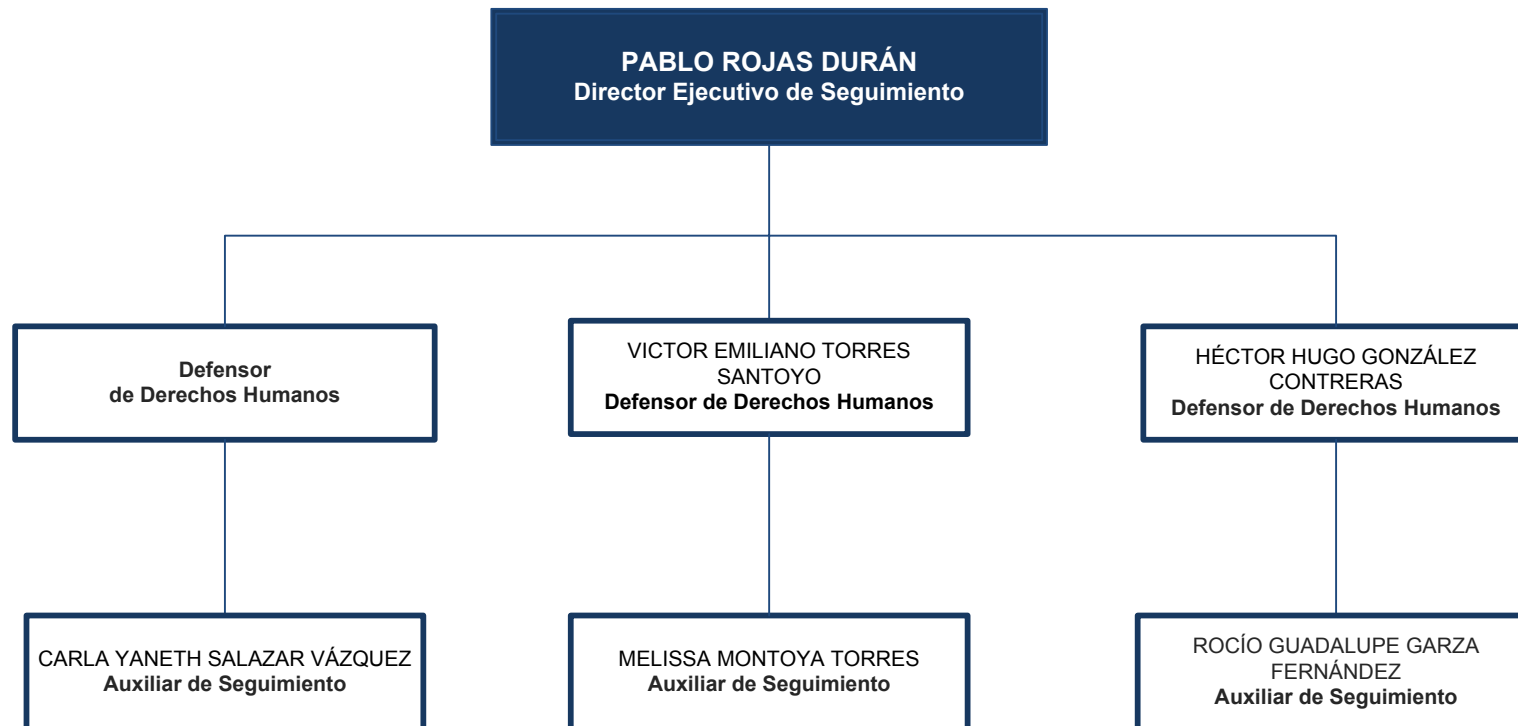 PABLO ROJAS DURÁN
Director Ejecutivo de Seguimiento
Defensor
de Derechos Humanos
VICTOR EMILIANO TORRES
SANTOYO
Defensor de Derechos Humanos
HÉCTOR HUGO GONZÁLEZ
CONTRERAS
Defensor de Derechos Humanos
CARLA YANETH SALAZAR VÁZQUEZ
Auxiliar de Seguimiento
MELISSA MONTOYA TORRES
Auxiliar de Seguimiento
ROCÍO GUADALUPE GARZA
FERNÁNDEZ
Auxiliar de Seguimiento